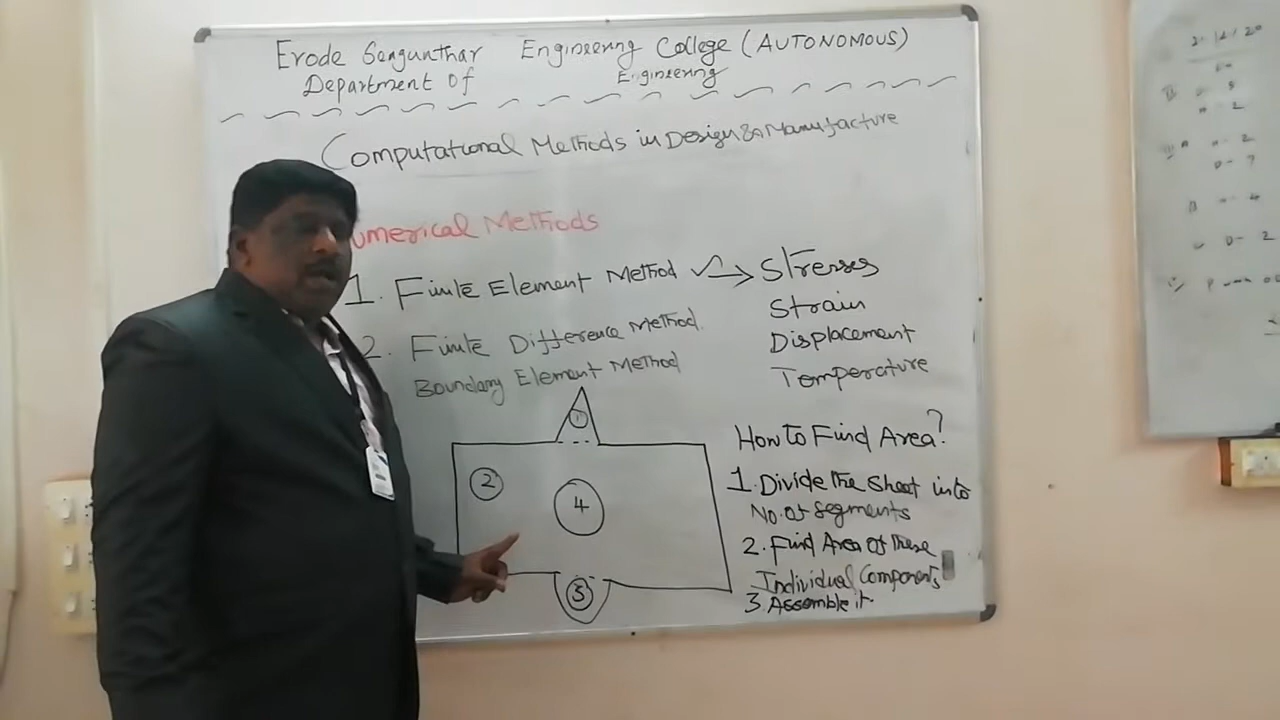 Erode Sengunthar Engineering College (AUTONOMOUS)
Department of Engineering
Computational Methods in Design & Manufacture
umerical Methods
1. Finite Element Method → Stresses
Strain
2. Finite Difference Method.
Displacement
Boundary Element Method
Temperature
1
How to Find Area?
2
4
1. Divide the Sheet into
No. of Segments
2. Find Area of These
Individual Components
3
3 Assemble it